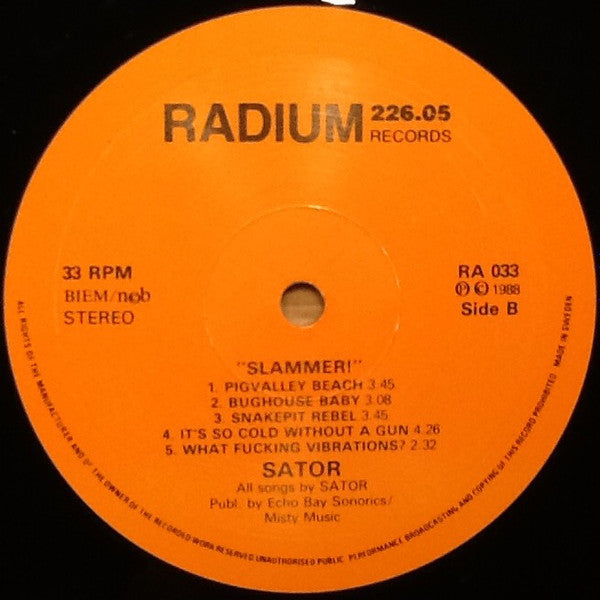 RADIUM 226.05
RECORDS
33 RPM
BIEM/ncb
STEREO
RA 033
Ⓟ © 1988
Side B
"SLAMMER!"
1. PIGVALLEY BEACH 3.45
2. BUGHOUSE BABY 3.08
3. SNAKEPIT REBEL 3.45
4. IT'S SO COLD WITHOUT A GUN 4.26
5. WHAT FUCKING VIBRATIONS? 2.32
SATOR
All songs by SATOR
Publ. by Echo Bay Sonorics/
Misty Music
ALL RIGHTS OF THE MANUFACTURER AND OF THE OWNER OF THE RECORDED WORK RESERVED UNAUTHORISED PUBLIC PERFORMANCE BROADCASTING AND COPYING OF THIS RECORD PROHIBITED MADE IN SWEDEN